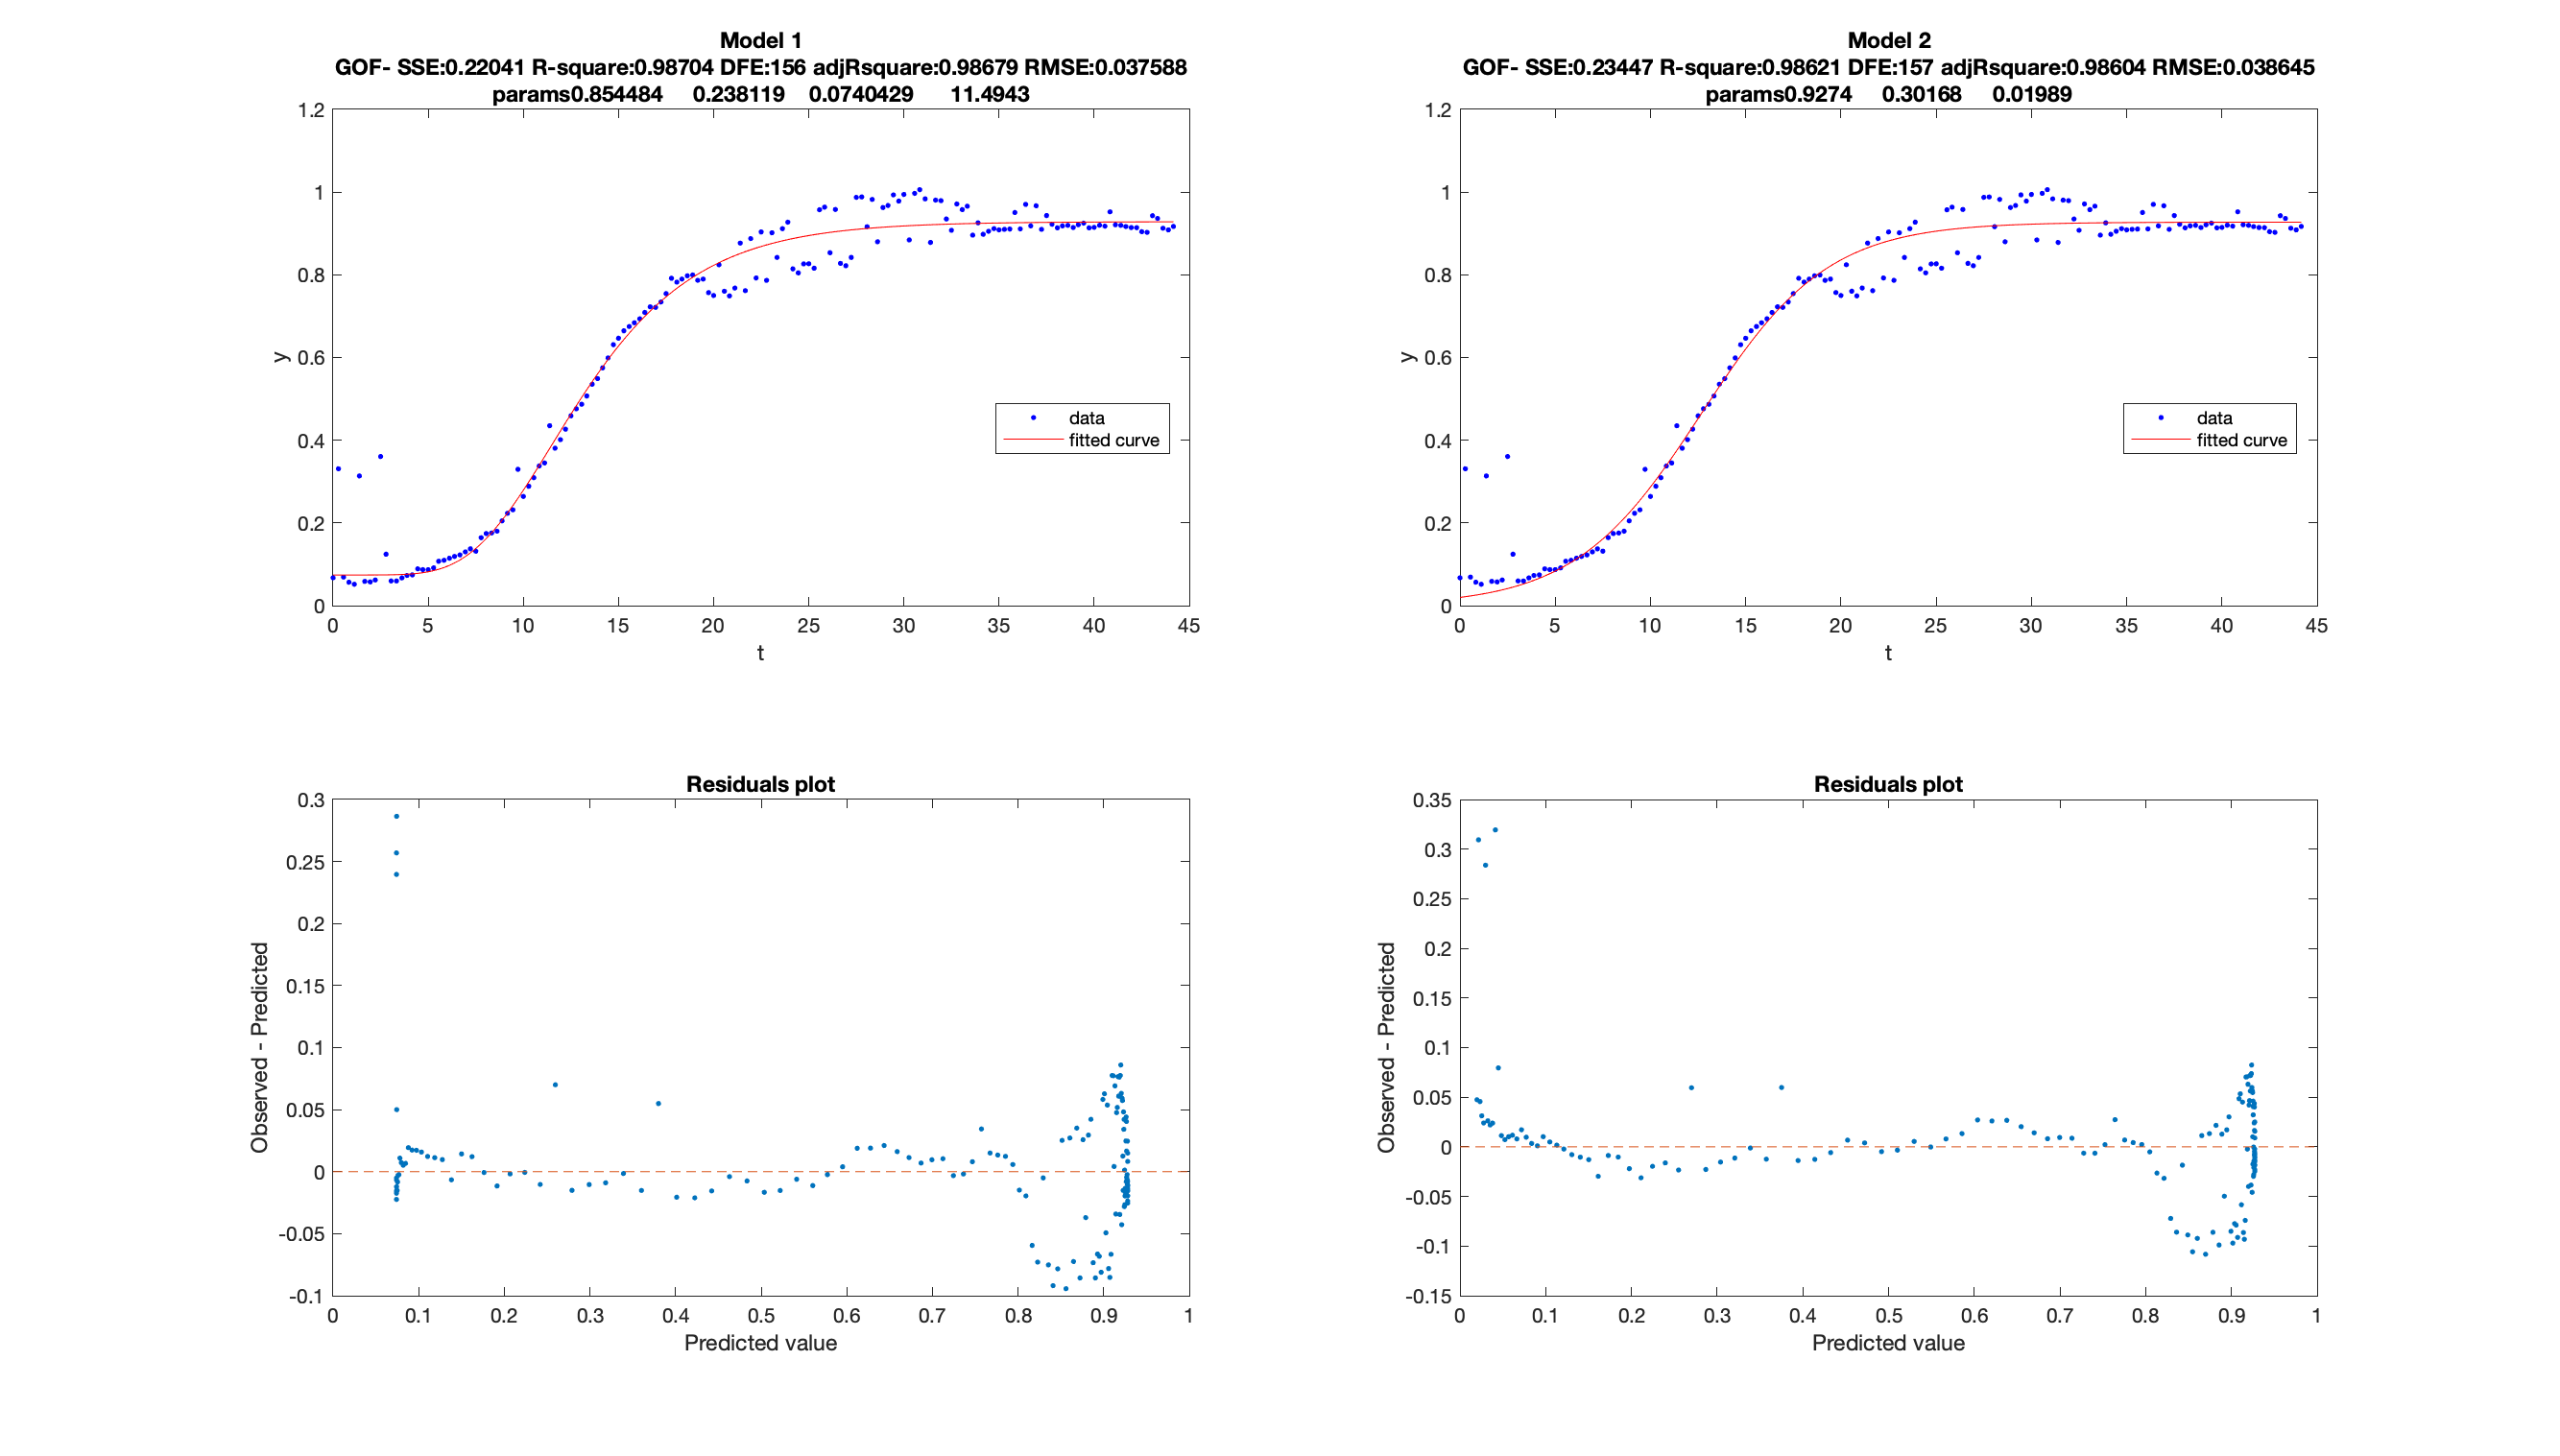 Model 1
GOF- SSE:0.22041 R-square:0.98704 DFE:156 adjRsquare:0.98679 RMSE:0.037588
params0.854484 0.238119 0.0740429 11.4943
1.2
1
0.8
0.6
0.4
0.2
0
y
0 5 10 15 20 25 30 35 40 45
t
data
fitted curve
Model 2
GOF- SSE:0.23447 R-square:0.98621 DFE:157 adjRsquare:0.98604 RMSE:0.038645
params0.9274 0.30168 0.01989
1.2
1
0.8
0.6
0.4
0.2
0
y
0 5 10 15 20 25 30 35 40 45
t
data
fitted curve
Residuals plot
0.3
0.25
0.2
0.15
0.1
0.05
0
-0.05
-0.1
Observed - Predicted
0 0.1 0.2 0.3 0.4 0.5 0.6 0.7 0.8 0.9 1
Predicted value
Residuals plot
0.35
0.3
0.25
0.2
0.15
0.1
0.05
0
-0.05
-0.1
-0.15
Observed - Predicted
0 0.1 0.2 0.3 0.4 0.5 0.6 0.7 0.8 0.9 1
Predicted value